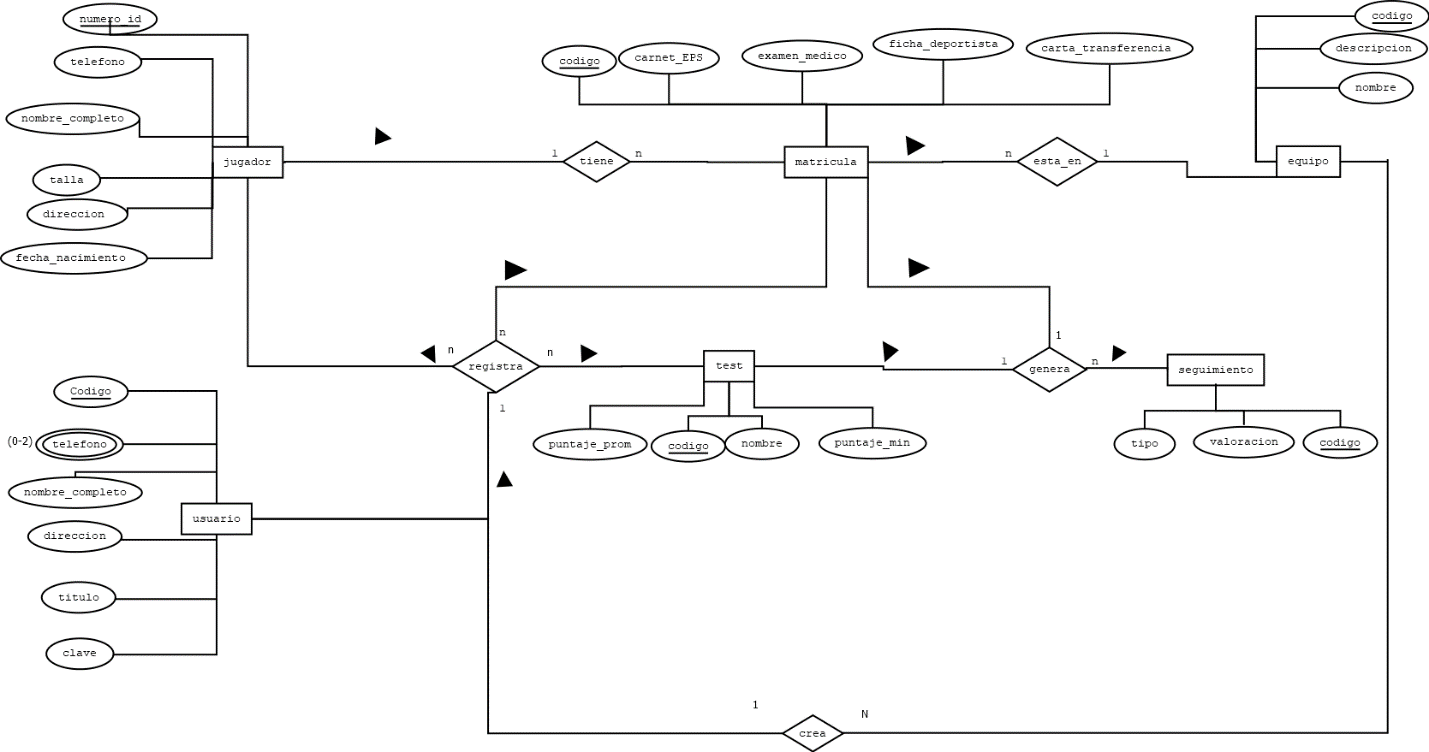 numero_id
telefono
nombre_completo
talla
direccion
fecha_nacimiento
jugador
1
tiene
n
codigo
carnet_EPS
examen_medico
ficha_deportista
carta_transferencia
matricula
n
esta_en
1
codigo
descripcion
nombre
equipo
n
n
registra
n
1
test
puntaje_prom
codigo
nombre
puntaje_min
1
1
genera
n
seguimiento
tipo
valoracion
codigo
Codigo
(0-2)
telefono
nombre_completo
direccion
titulo
clave
usuario
1
crea
N